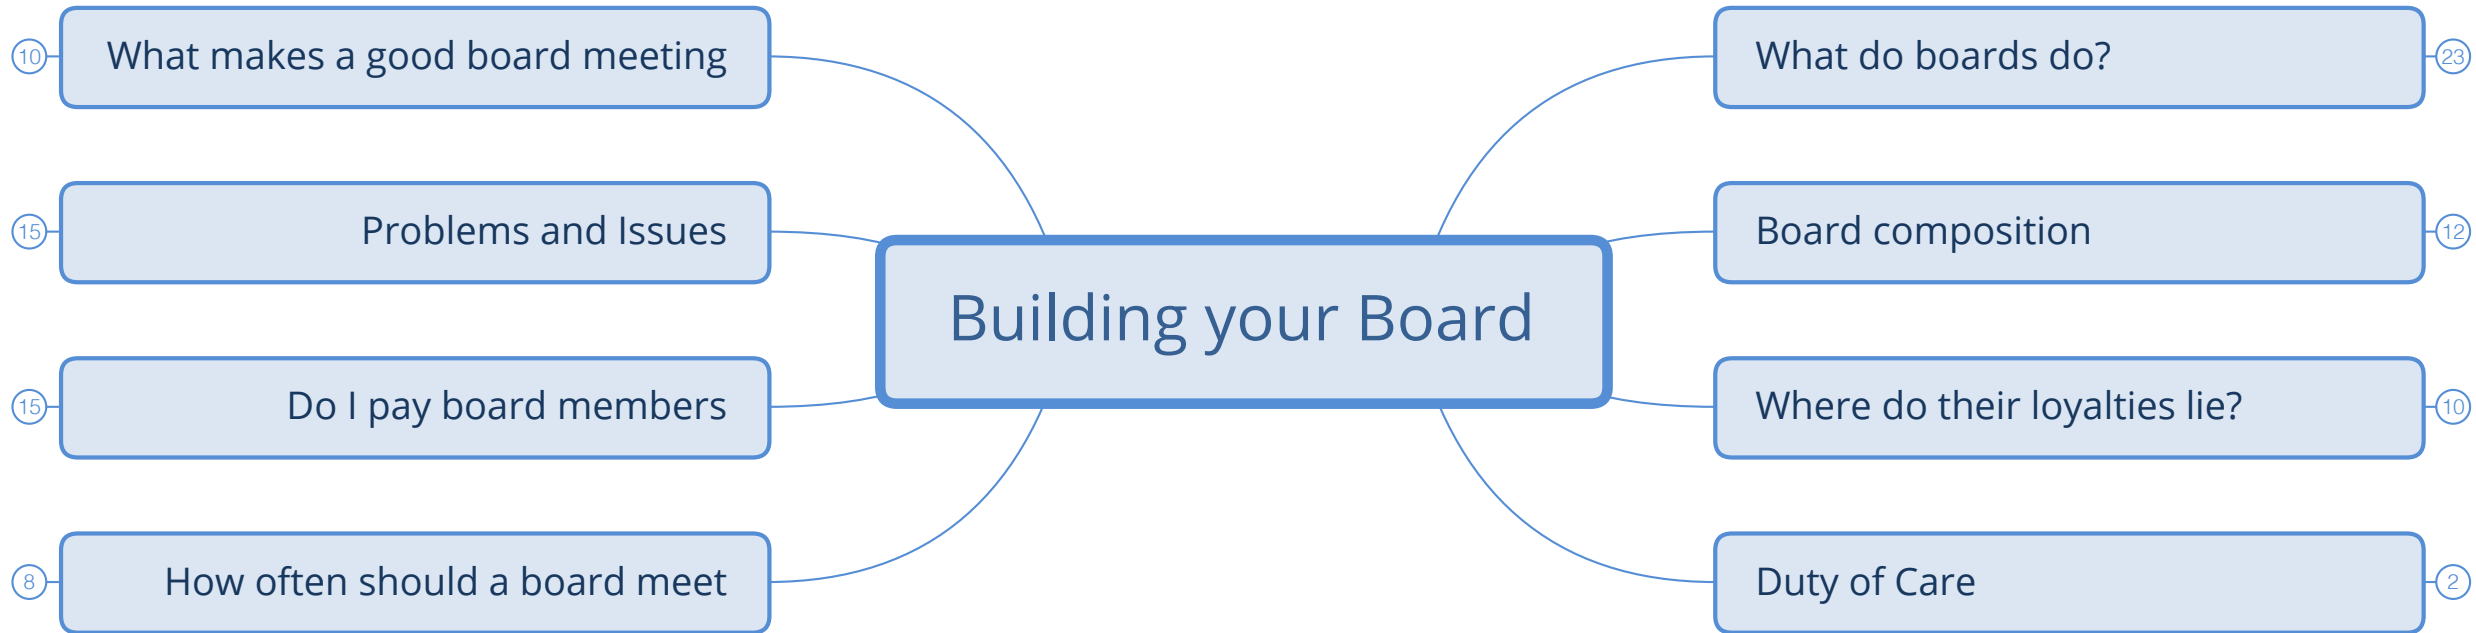 What makes a good board meeting
10
Problems and Issues
15
Do I pay board members
15
How often should a board meet
8
Building your Board
What do boards do?
23
Board composition
12
Where do their loyalties lie?
10
Duty of Care
2